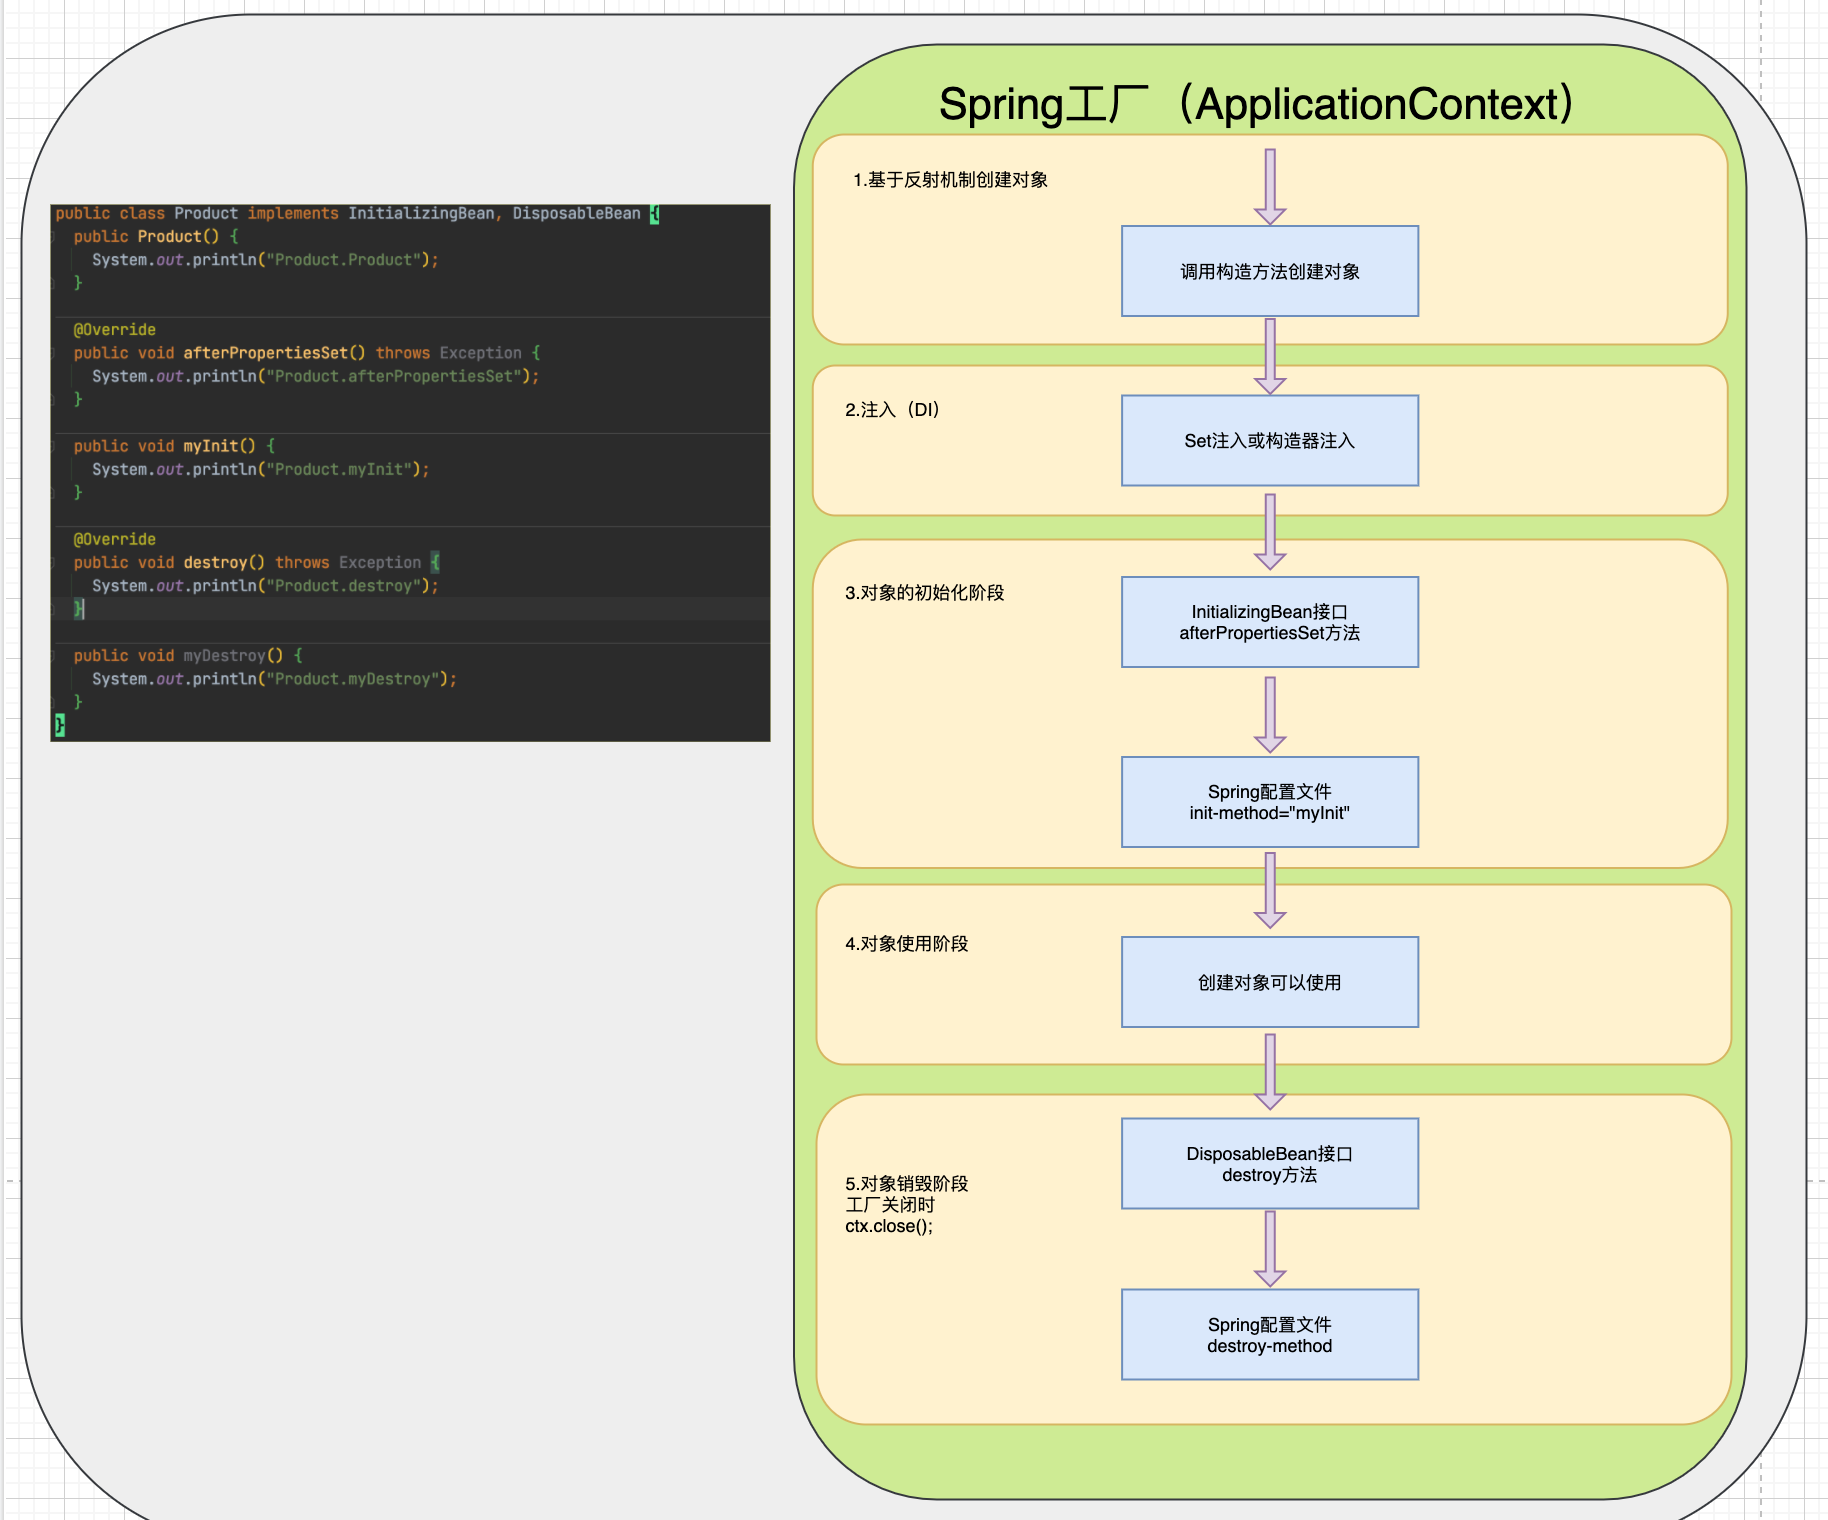 Spring工厂（ApplicationContext）
public class Product implements InitializingBean, DisposableBean {
public Product() {
System.out.println("Product.Product");
}
@Override
public void afterPropertiesSet() throws Exception {
System.out.println("Product.afterPropertiesSet");
}
public void myInit() {
System.out.println("Product.myInit");
}
@Override
public void destroy() throws Exception {
System.out.println("Product.destroy");
}
public void myDestroy() {
System.out.println("Product.myDestroy");
}
}
1.基于反射机制创建对象
调用构造方法创建对象
2.注入（DI）
Set注入或构造器注入
3.对象的初始化阶段
InitializingBean接口
afterPropertiesSet方法
Spring配置文件
init-method="myInit"
4.对象使用阶段
创建对象可以使用
5.对象销毁阶段
工厂关闭时
ctx.close();
DisposableBean接口
destroy方法
Spring配置文件
destroy-method